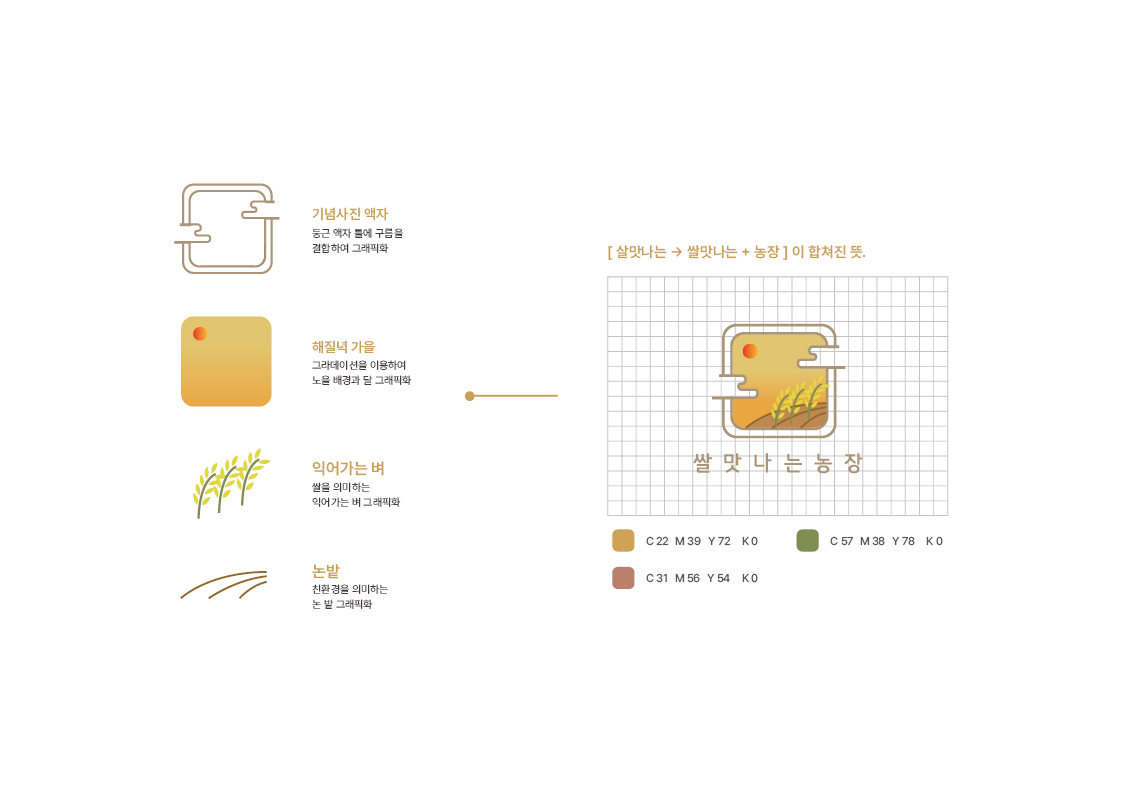 기념사진 액자
둥근 액자 틀에 구름을
결합하여 그래픽화
해질녘 가을
그라데이션을 이용하여
노을 배경과 달 그래픽화
익어가는 벼
쌀을 의미하는
익어가는 벼 그래픽화
논밭
친환경을 의미하는
논 밭 그래픽화
[ 살맛나는 → 쌀맛나는 + 농장 ] 이 합쳐진 뜻.
쌀맛나는농장
C 22 M 39 Y 72 K 0
C 57 M 38 Y 78 K 0
C 31 M 56 Y 54 K 0